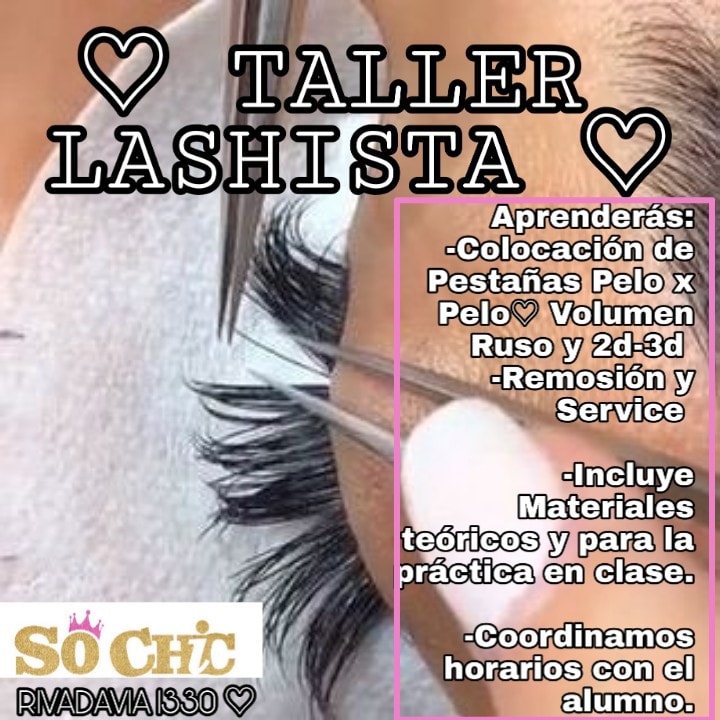 ♡ TALLER
LASHISTA ♡
Aprenderás:
-Colocación de
Pestañas Pelo x
Pelo♡ Volumen
Ruso y 2d-3d
-Remosión y
Service
-Incluye
Materiales
teóricos y para la
práctica en clase.
-Coordinamos
horarios con el
alumno.
SO CHIC
RIVADAVIA 1330 ♡